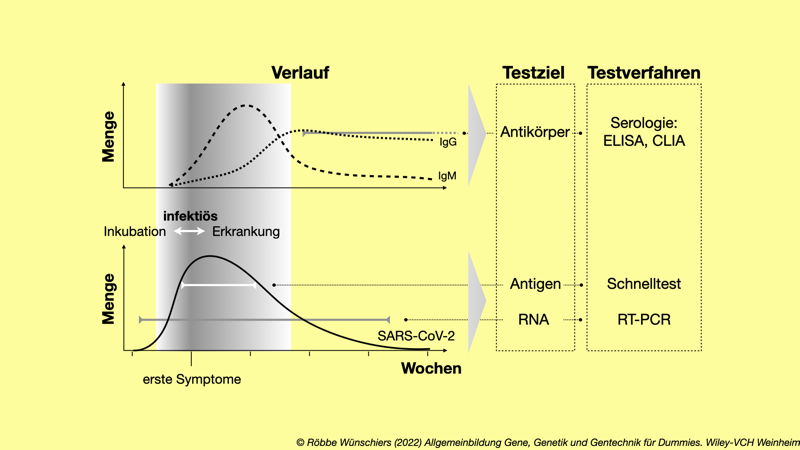 Verlauf
Testziel
Testverfahren
Menge
IgG
IgM
Antikörper
Serologie:
ELISA, CLIA
infektiös
Inkubation
Erkrankung
Menge
Antigen
Schnelltest
RNA
RT-PCR
SARS-CoV-2
Wochen
erste Symptome
© Röbbe Wünschiers (2022) Allgemeinbildung Gene, Genetik und Gentechnik für Dummies. Wiley-VCH Weinheim